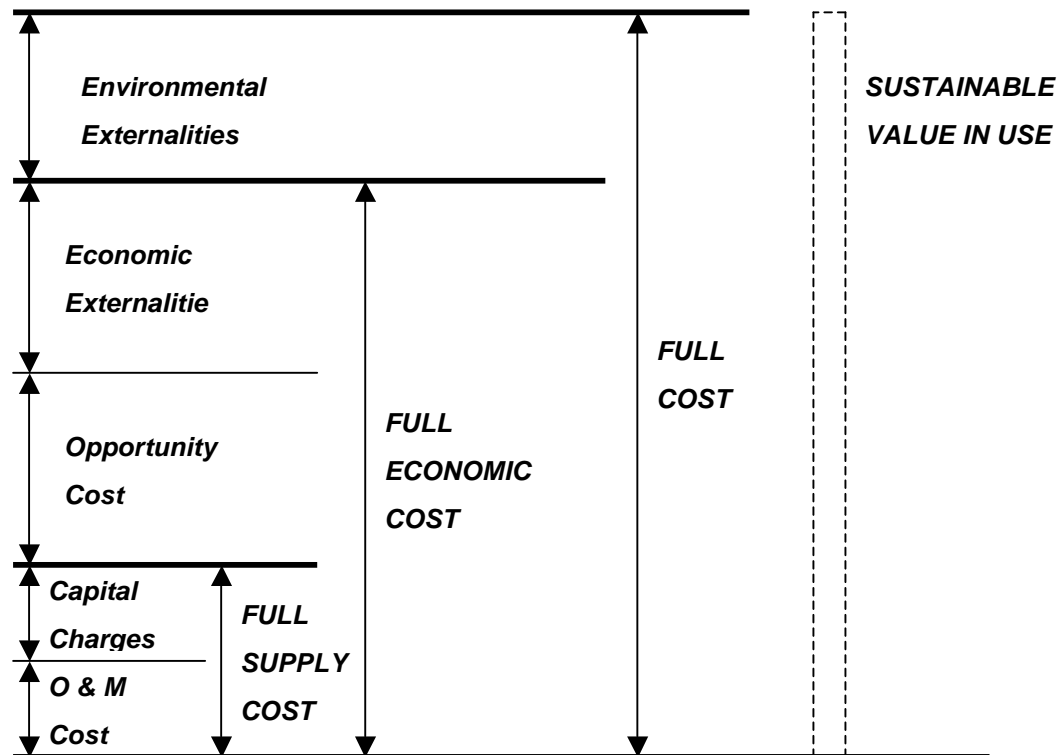 Environmental
Externalities
SUSTAINABLE
VALUE IN USE
Economic
Externalitie
FULL
COST
Opportunity
Cost
FULL
ECONOMIC
COST
Capital
Charges
FULL
SUPPLY
COST
O & M
Cost